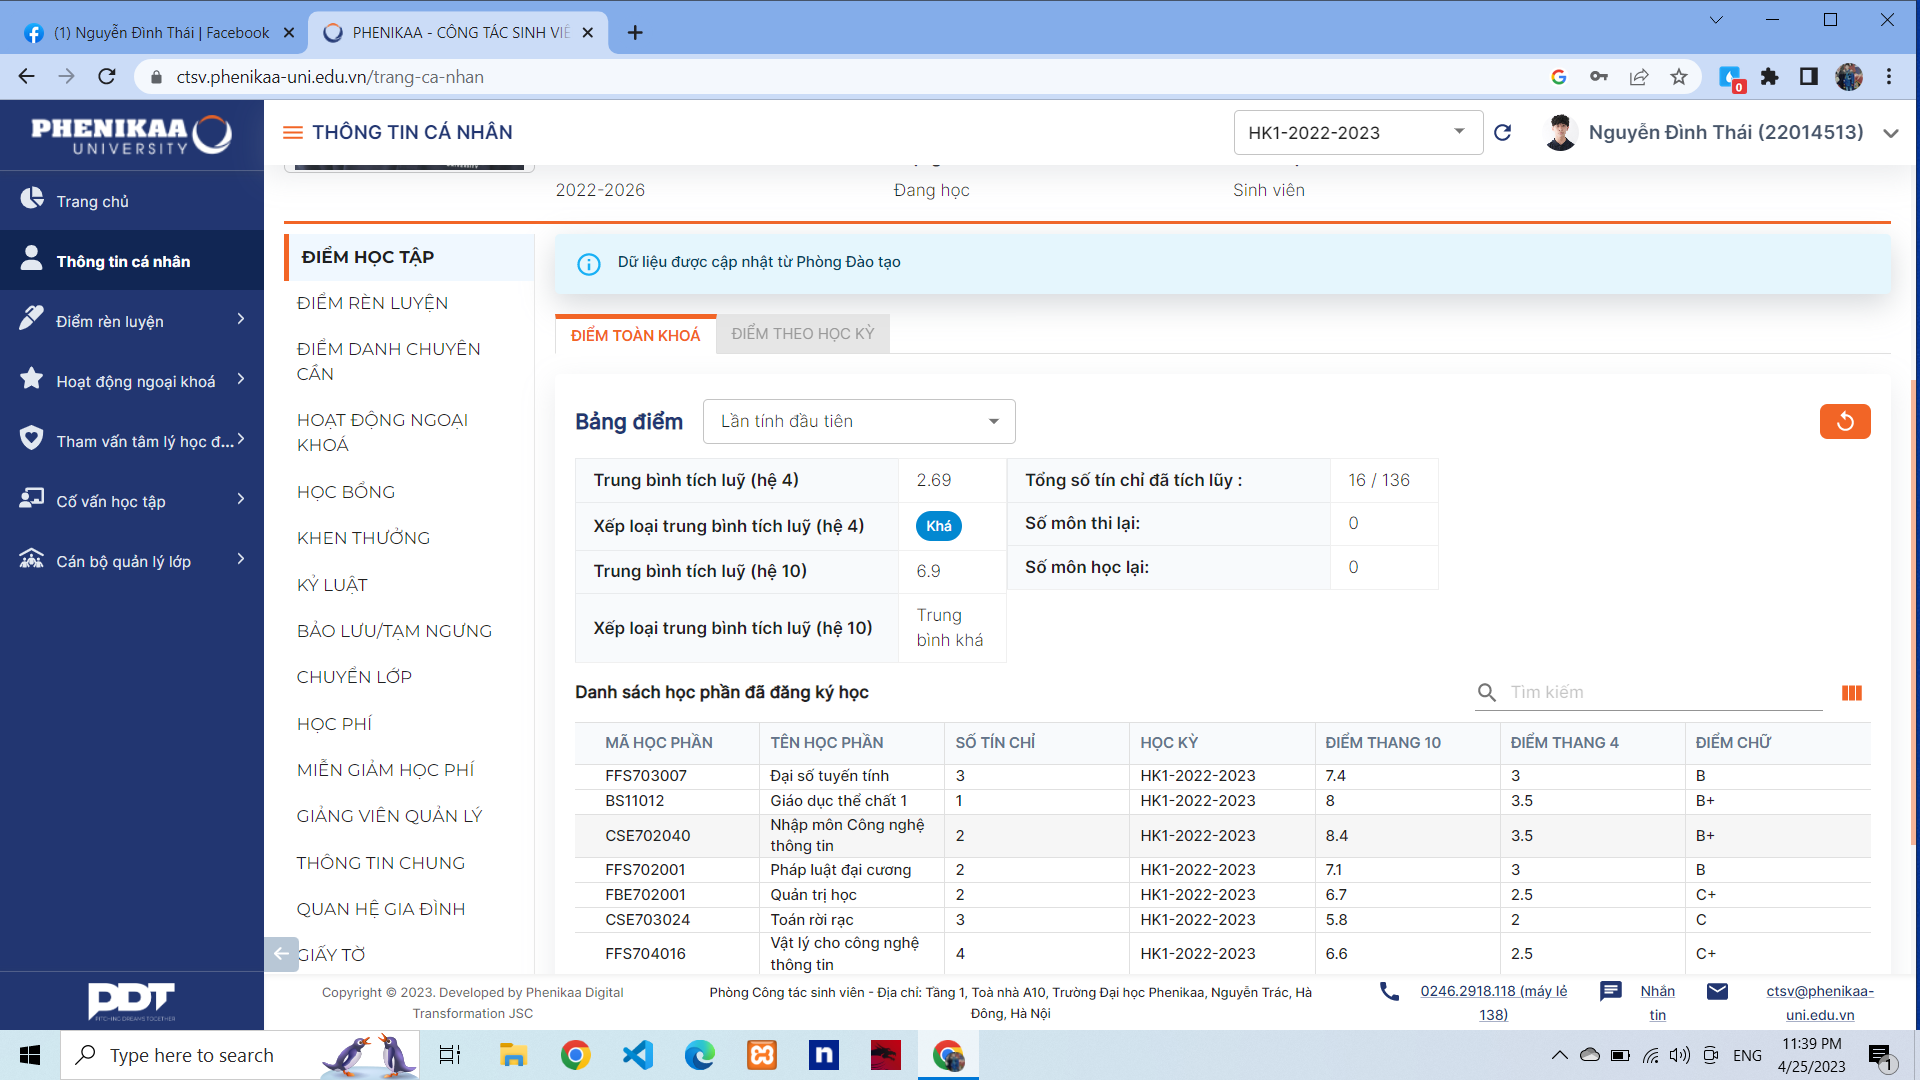 (1) Nguyễn Đình Thái | Facebook
PHENIKAA - CÔNG TÁC SINH VIÊ
ctsv.phenikaa-uni.edu.vn/trang-ca-nhan
0
PHENIKAA
UNIVERSITY
THÔNG TIN CÁ NHÂN
HK1-2022-2023
Nguyễn Đình Thái (22014513)
Trang chủ
Thông tin cá nhân
Điểm rèn luyện
Hoạt động ngoại khoá
Tham vấn tâm lý học đ...
Cố vấn học tập
Cán bộ quản lý lớp
2022-2026
Đang học
Sinh viên
ĐIỂM HỌC TẬP
ĐIỂM RÈN LUYỆN
ĐIỂM DANH CHUYÊN
CẦN
HOẠT ĐỘNG NGOẠI
KHOÁ
HỌC BỔNG
KHEN THƯỞNG
KỶ LUẬT
BẢO LƯU/TẠM NGƯNG
CHUYỂN LỚP
HỌC PHÍ
MIỄN GIẢM HỌC PHÍ
GIẢNG VIÊN QUẢN LÝ
THÔNG TIN CHUNG
QUAN HỆ GIA ĐÌNH
GIẤY TỜ
Dữ liệu được cập nhật từ Phòng Đào tạo
ĐIỂM TOÀN KHOÁ
ĐIỂM THEO HỌC KỲ
Bảng điểm
Lần tính đầu tiên
Trung bình tích luỹ (hệ 4) 2.69 Tổng số tín chỉ đã tích lũy : 16 / 136
Xếp loại trung bình tích luỹ (hệ 4) Khá Số môn thi lại: 0
Trung bình tích luỹ (hệ 10) 6.9 Số môn học lại: 0
Xếp loại trung bình tích luỹ (hệ 10) Trung
bình khá
Danh sách học phần đã đăng ký học
Tìm kiếm
MÃ HỌC PHẦN TÊN HỌC PHẦN SỐ TÍN CHỈ HỌC KỲ ĐIỂM THANG 10 ĐIỂM THANG 4 ĐIỂM CHỮ
FFS703007 Đại số tuyến tính 3 HK1-2022-2023 7.4 3 B
BS11012 Giáo dục thể chất 1 1 HK1-2022-2023 8 3.5 B+
CSE702040 Nhập môn Công nghệ
thông tin 2 HK1-2022-2023 8.4 3.5 B+
FFS702001 Pháp luật đại cương 2 HK1-2022-2023 7.1 3 B
FBE702001 Quản trị học 2 HK1-2022-2023 6.7 2.5 C+
CSE703024 Toán rời rạc 3 HK1-2022-2023 5.8 2 C
FFS704016 Vật lý cho công nghệ
thông tin 4 HK1-2022-2023 6.6 2.5 C+
PDT
PITCHING DREAMS TOGETHER
Copyright © 2023. Developed by Phenikaa Digital
Transformation JSC
Phòng Công tác sinh viên - Địa chỉ: Tầng 1, Toà nhà A10, Trường Đại học Phenikaa, Nguyễn Trác, Hà
Đông, Hà Nội
0246.2918.118 (máy lẻ
138)
Nhắn
tin
ctsv@phenikaa-
uni.edu.vn
Type here to search
ENG
11:39 PM
4/25/2023
1